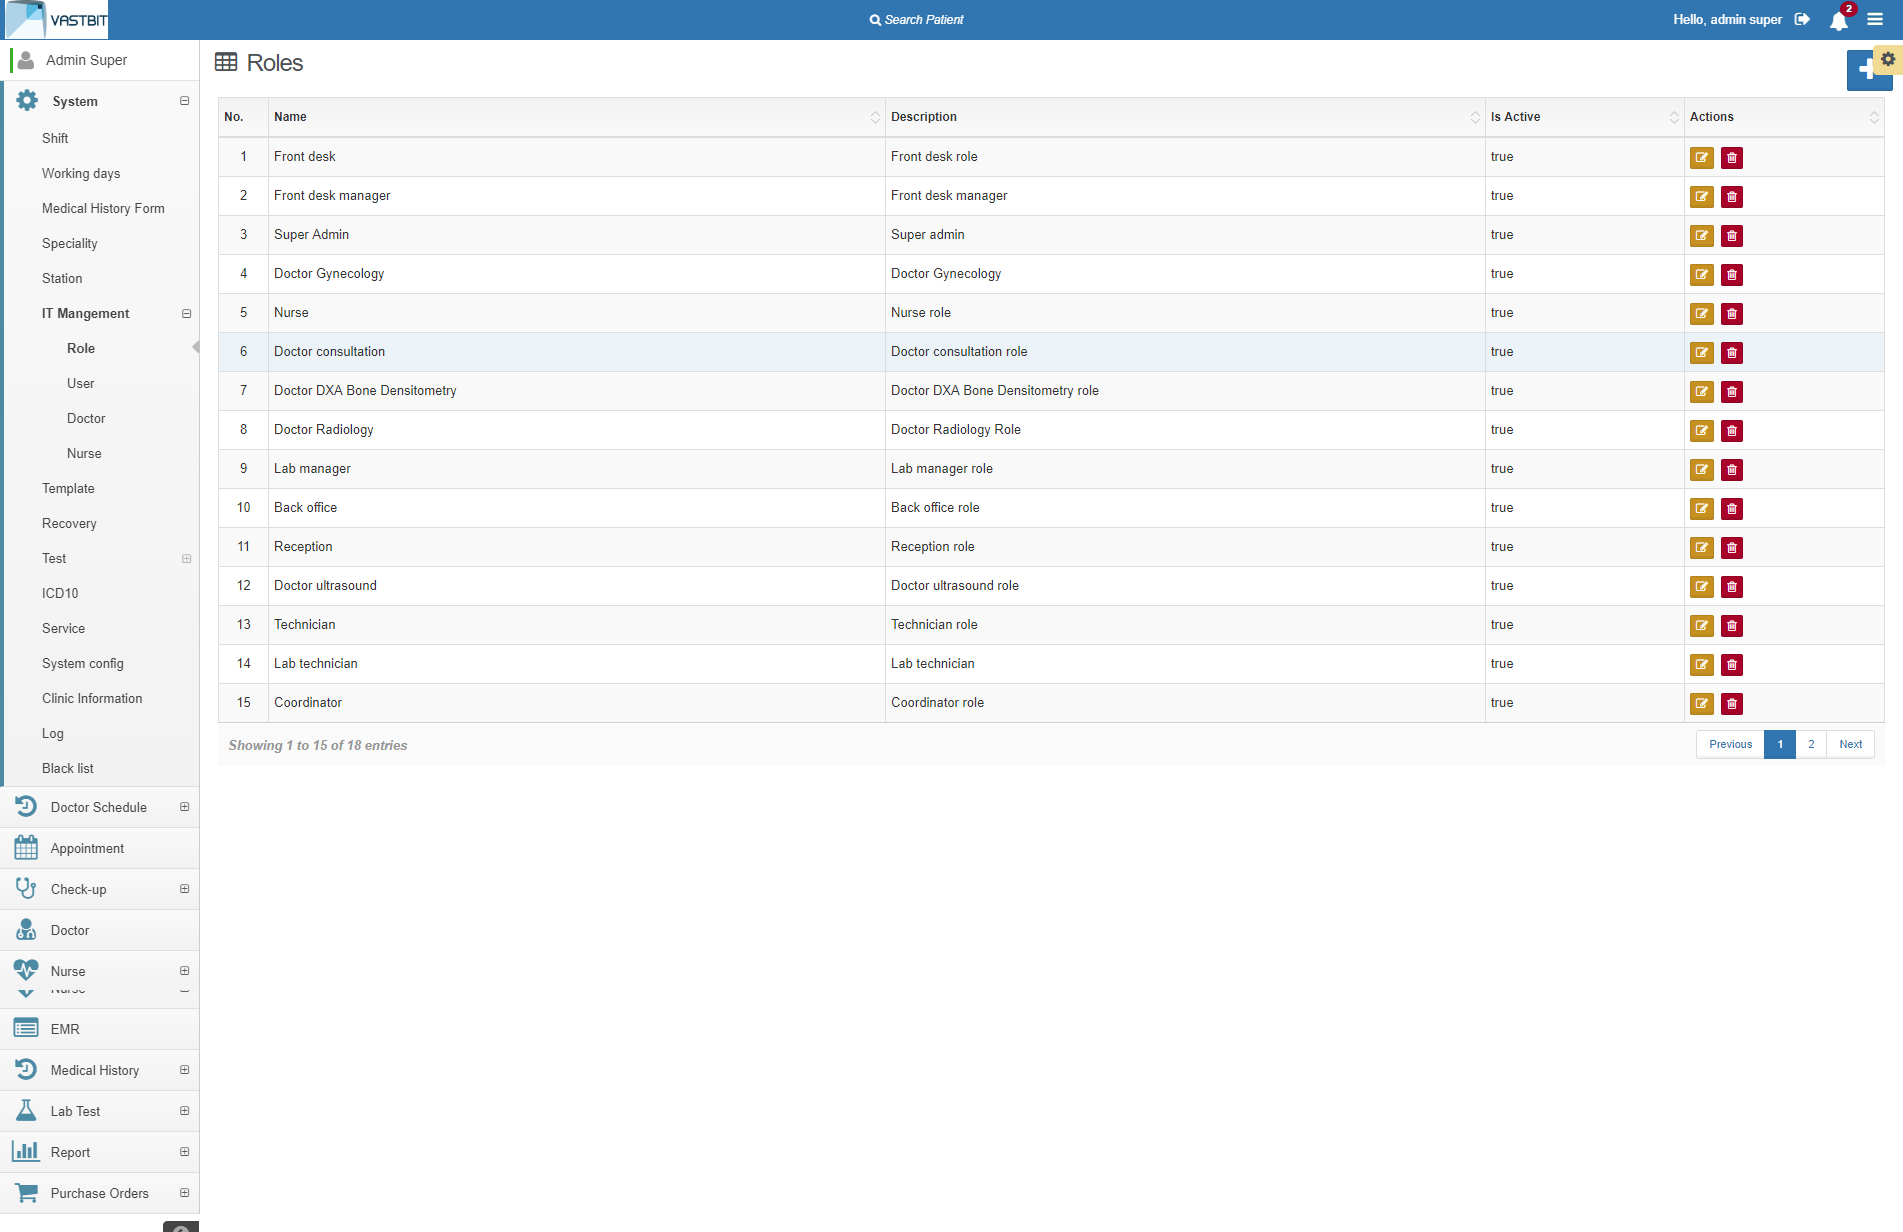 VASTBIT
Search Patient
Hello, admin super
2
Admin Super
System
Shift
Working days
Medical History Form
Speciality
Station
IT Mangement
Role
User
Doctor
Nurse
Template
Recovery
Test
ICD10
Service
System config
Clinic Information
Log
Black list
Doctor Schedule
Appointment
Check-up
Doctor
Nurse
Nurse
EMR
Medical History
Lab Test
Report
Purchase Orders
Roles
No. Name Description Is Active Actions
1 Front desk Front desk role true
2 Front desk manager Front desk manager true
3 Super Admin Super admin true
4 Doctor Gynecology Doctor Gynecology true
5 Nurse Nurse role true
6 Doctor consultation Doctor consultation role true
7 Doctor DXA Bone Densitometry Doctor DXA Bone Densitometry role true
8 Doctor Radiology Doctor Radiology Role true
9 Lab manager Lab manager role true
10 Back office Back office role true
11 Reception Reception role true
12 Doctor ultrasound Doctor ultrasound role true
13 Technician Technician role true
14 Lab technician Lab technician true
15 Coordinator Coordinator role true
Showing 1 to 15 of 18 entries
Previous 1 2 Next